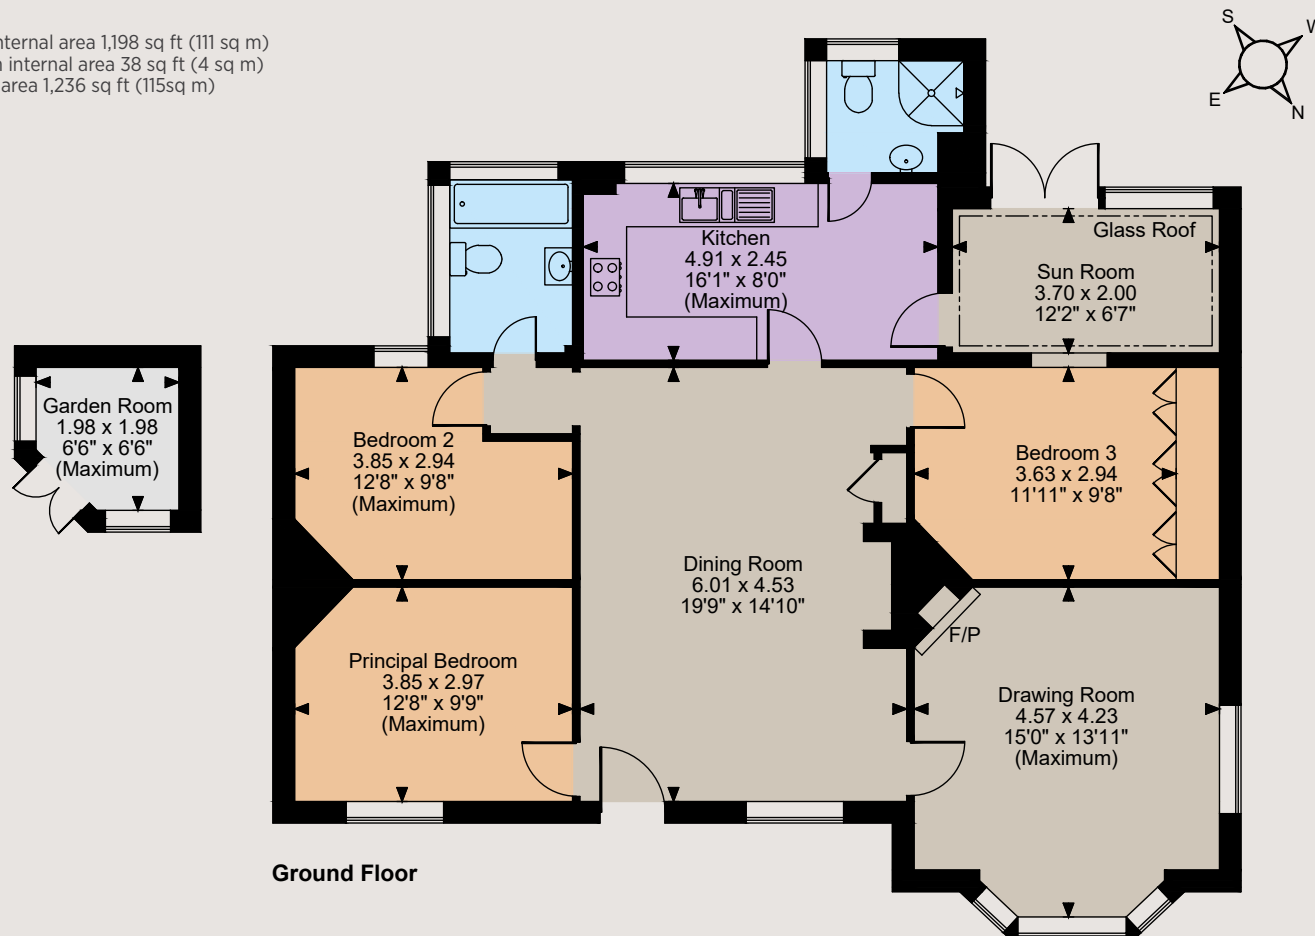 nternal area 1,198 sq ft (111 sq m)
internal area 38 sq ft (4 sq m)
area 1,236 sq ft (115sq m)
S
W
E
N
Kitchen
4.91 x 2.45
16'1" x 8'0"
(Maximum)
Glass Roof
Sun Room
3.70 x 2.00
12'2" x 6'7"
Garden Room
1.98 x 1.98
6'6" x 6'6"
(Maximum)
Bedroom 2
3.85 x 2.94
12'8" x 9'8"
(Maximum)
Bedroom 3
3.63 x 2.94
11'11" x 9'8"
Dining Room
6.01 x 4.53
19'9" x 14'10"
F/P
Principal Bedroom
3.85 x 2.97
12'8" x 9'9"
(Maximum)
Drawing Room
4.57 x 4.23
15'0" x 13'11"
(Maximum)
Ground Floor